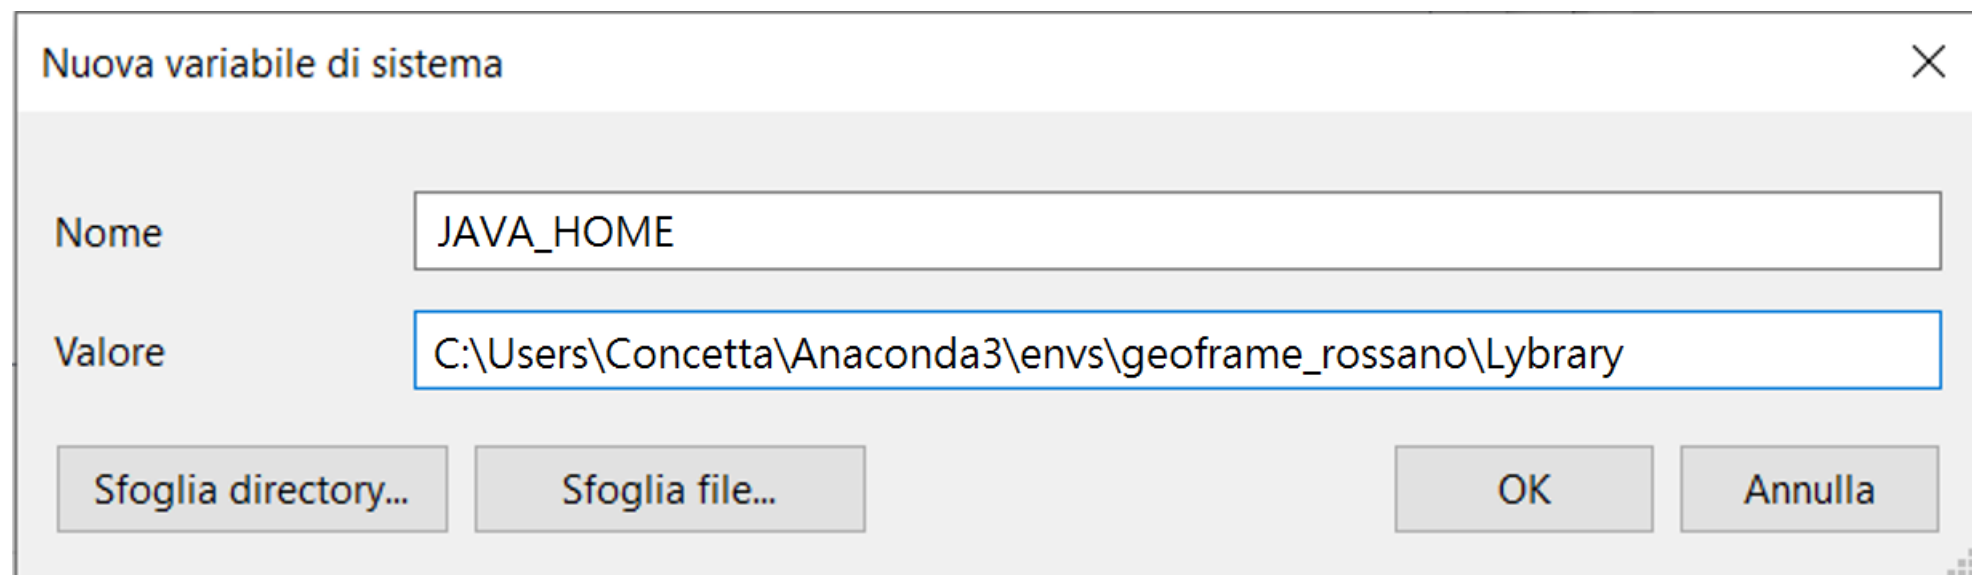 Nuova variabile di sistema
Nome
JAVA_HOME
Valore
C:\Users\Concetta\Anaconda3\envs\geoframe_rossano\Lybrary
Sfoglia directory...
Sfoglia file...
OK
Annulla